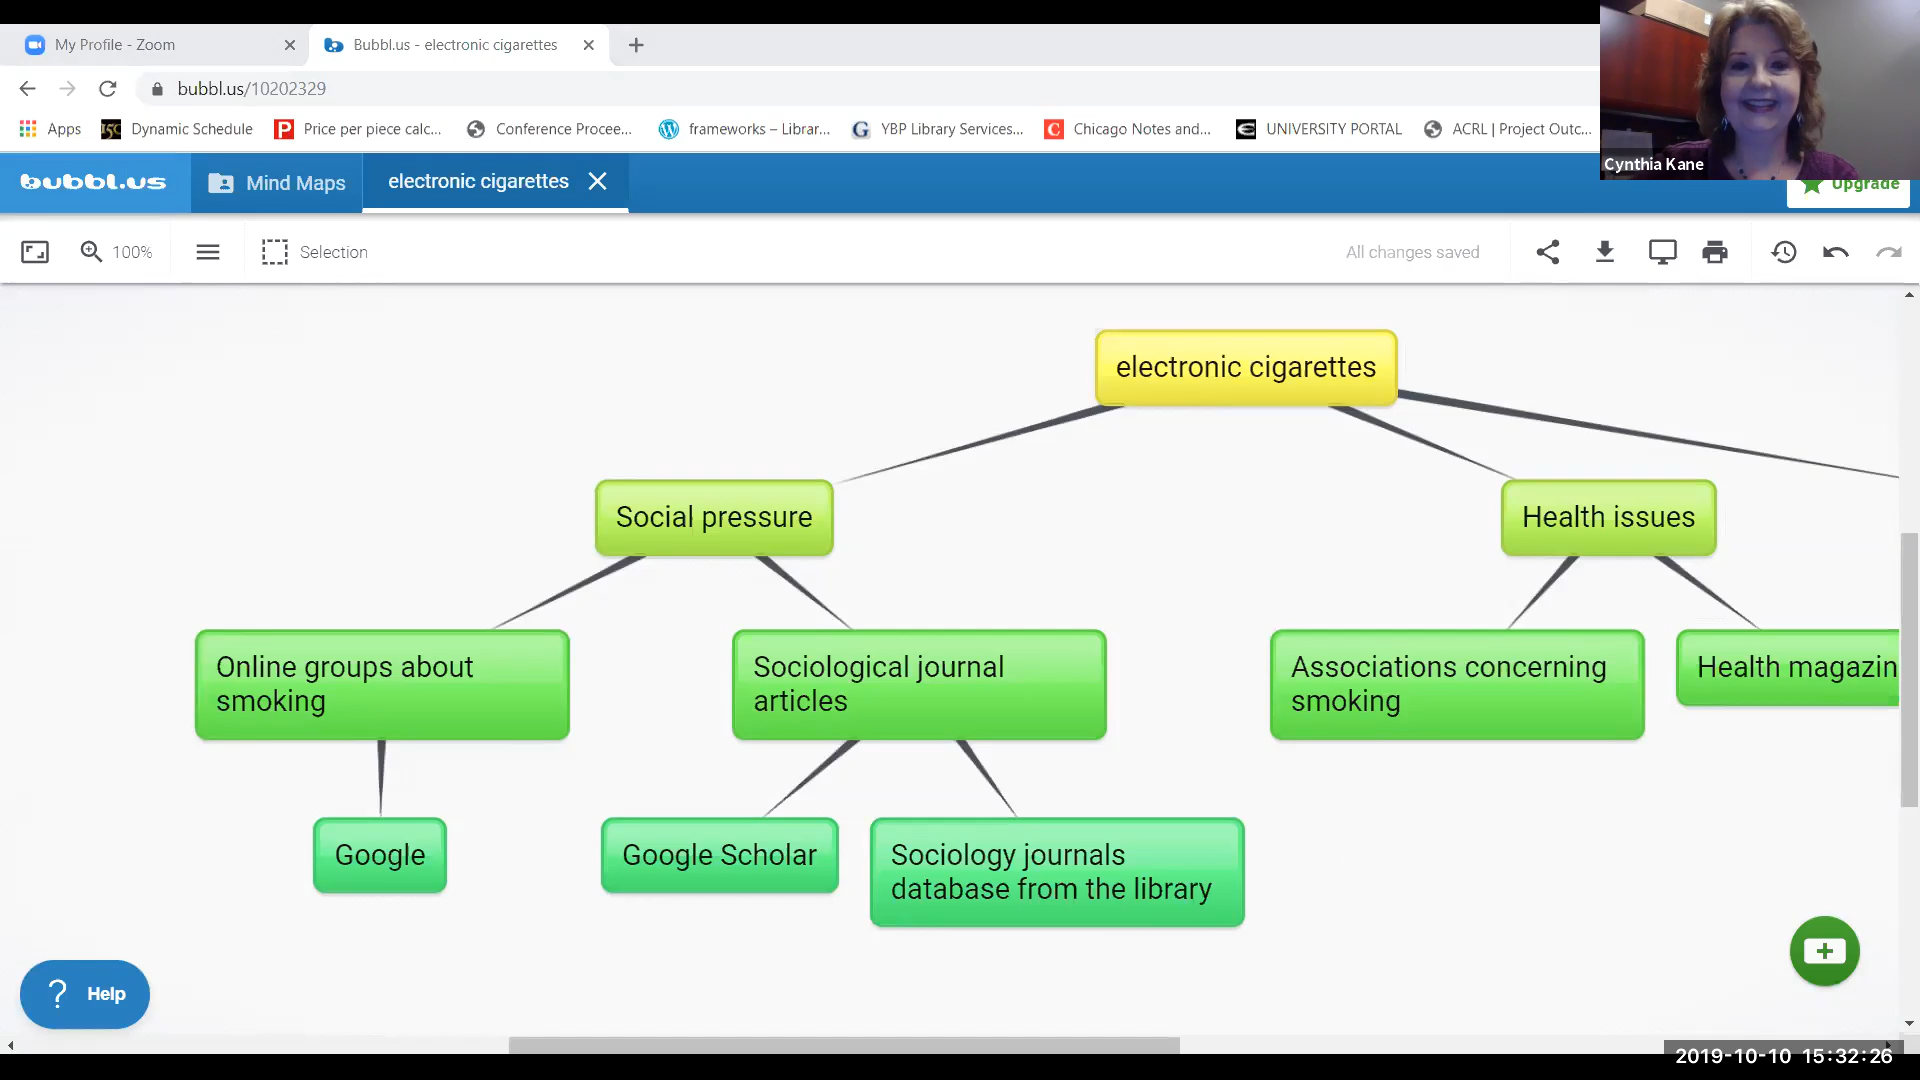 My Profile - Zoom
Bubbl.us - electronic cigarettes
bubbl.us/10202329
Apps
Dynamic Schedule
Price per piece calc...
Conference Procee...
frameworks – Librar...
YBP Library Services...
Chicago Notes and...
UNIVERSITY PORTAL
ACRL | Project Outc...
Cynthia Kane
bubbl.us
Mind Maps
electronic cigarettes
Upgrade
100%
Selection
All changes saved
electronic cigarettes
Social pressure
Health issues
Online groups about
smoking
Sociological journal
articles
Associations concerning
smoking
Health magazin
Google
Google Scholar
Sociology journals
database from the library
? Help
2019-10-10 15:32:26